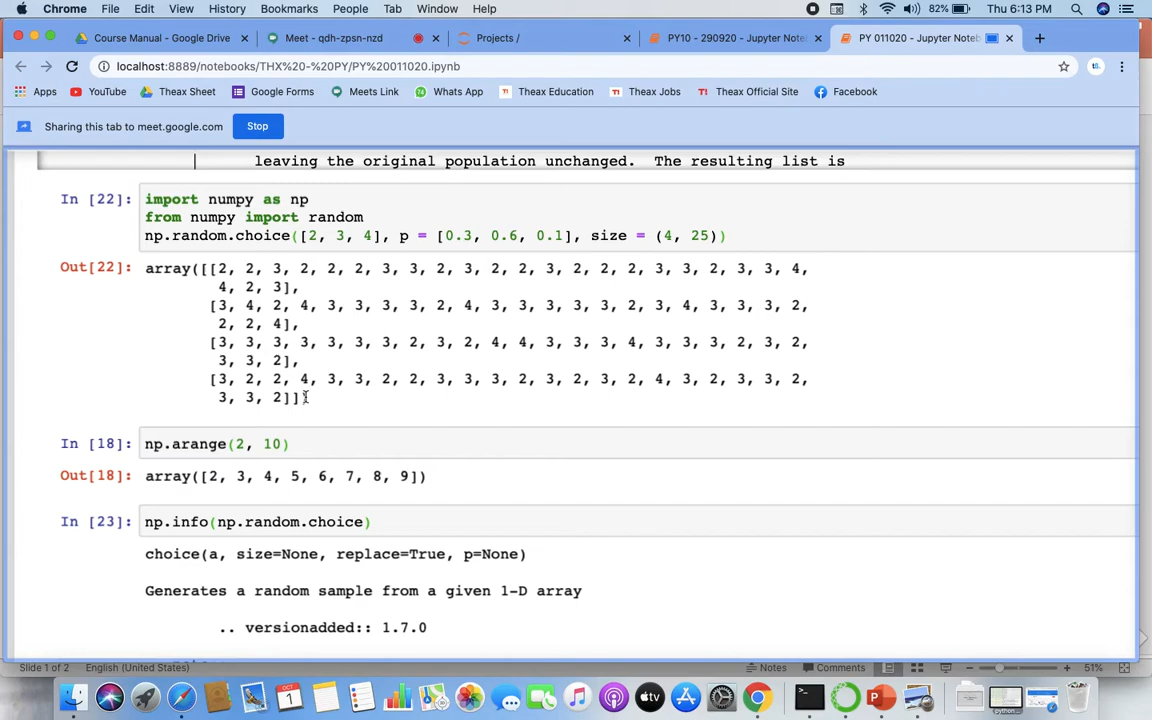 Chrome File Edit View History Bookmarks People Tab Window Help 82% Thu 6:13 PM
Course Manual - Google Drive Meet - qdh-zpsn-nzd Projects / PY10 - 290920 - Jupyter Note PY 011020 - Jupyter Notebook
localhost:8889/notebooks/THX%20-%20PY/PY%20011020.ipynb
Apps YouTube Theax Sheet Google Forms Meets Link Whats App Theax Education Theax Jobs Theax Official Site Facebook
Sharing this tab to meet.google.com Stop
leaving the original population unchanged. The resulting list is
In [22]: import numpy as np
from numpy import random
np.random.choice([2, 3, 4], p = [0.3, 0.6, 0.1], size = (4, 25))
Out[22]: array([[2, 2, 3, 2, 2, 2, 3, 3, 2, 3, 2, 2, 3, 2, 2, 2, 3, 3, 2, 3, 3, 4,
4, 2, 3],
[3, 4, 2, 4, 3, 3, 3, 3, 2, 4, 3, 3, 3, 3, 3, 2, 3, 4, 3, 3, 3, 2,
2, 2, 4],
[3, 3, 3, 3, 3, 3, 3, 2, 3, 2, 4, 4, 3, 3, 3, 4, 3, 3, 3, 2, 3, 2,
3, 3, 2],
[3, 2, 2, 4, 3, 3, 2, 2, 3, 3, 3, 2, 3, 2, 3, 2, 4, 3, 2, 3, 3, 2,
3, 3, 2]]
In [18]: np.arange(2, 10)
Out[18]: array([2, 3, 4, 5, 6, 7, 8, 9])
In [23]: np.info(np.random.choice)
choice(a, size=None, replace=True, p=None)
Generates a random sample from a given 1-D array
.. versionadded:: 1.7.0
Slide 1 of 2 English (United States) Notes Comments 51%